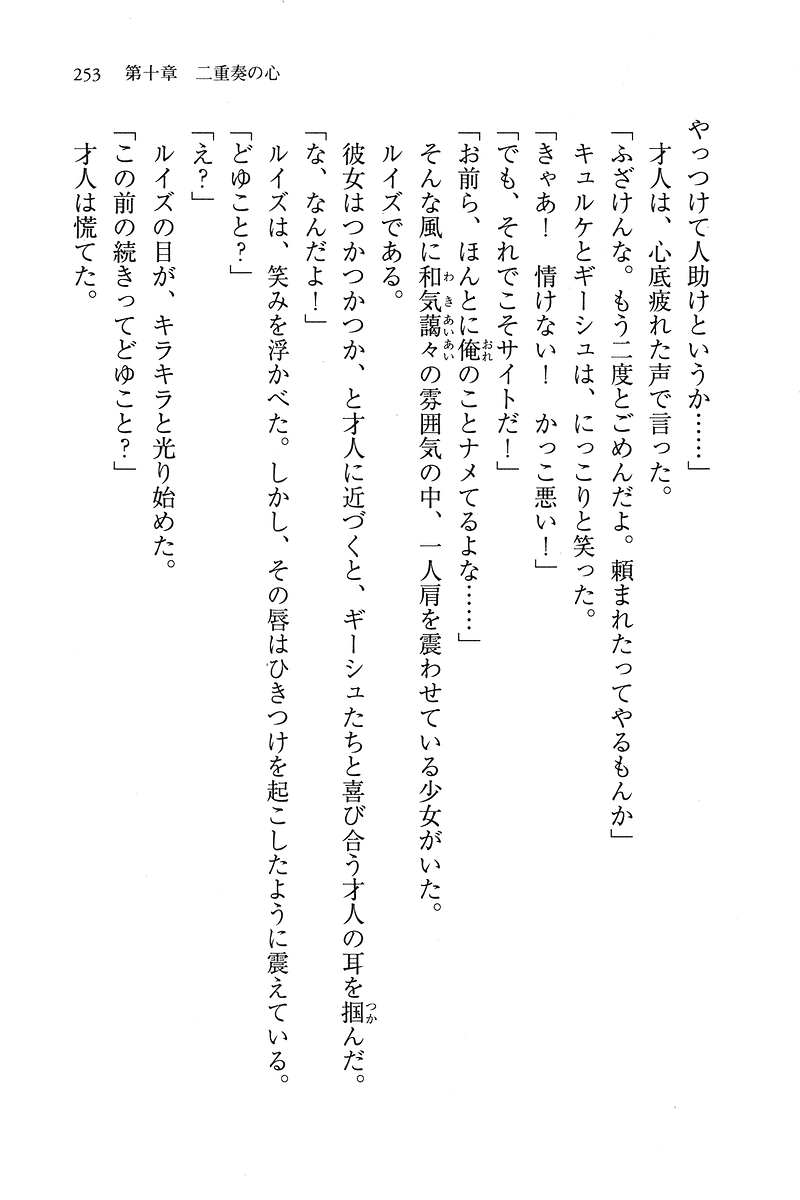 253 第十章 二重奏の心
やっつけて人助けというか……」
才人は、心底疲れた声で言った。
「ふざけんな。もう二度とごめんだよ。頼まれたってやるもんか」
キュルケとギーシュは、にっこりと笑った。
「きゃあ！ 情けない！ かっこ悪い！」
「でも、それでこそサイトだ！」
「お前ら、ほんとに俺のことナメてるよな……」
そんな風に和気藹々の雰囲気の中、一人肩を震わせている少女がいた。
ルイズである。
彼女はつかつかつか、と才人に近づくと、ギーシュたちと喜び合う才人の耳を掴んだ。
「な、なんだよ！」
ルイズは、笑みを浮かべた。しかし、その唇はひきつけを起こしたように震えている。
「どゆこと？」
「え？」
ルイズの目が、キラキラと光り始めた。
「この前の続きってどゆこと？」
才人は慌てた。